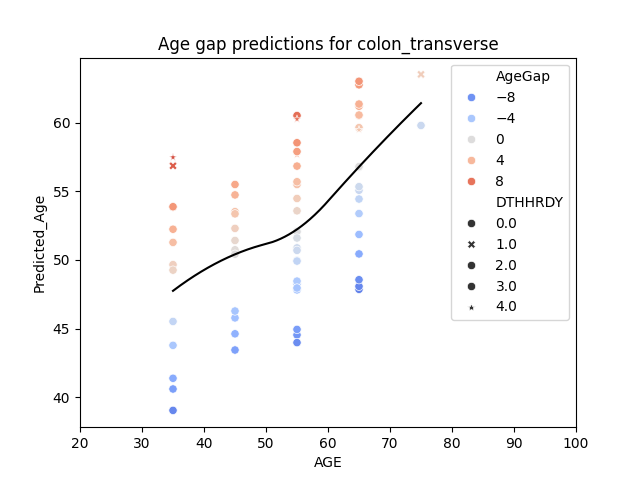 Age gap predictions for colon_transverse
Predicted_Age
60
55
50
45
40
20 30 40 50 60 70 80 90 100
AGE
AgeGap
−8
−4
0
4
8
DTHHRDY
0.0
1.0
2.0
3.0
4.0